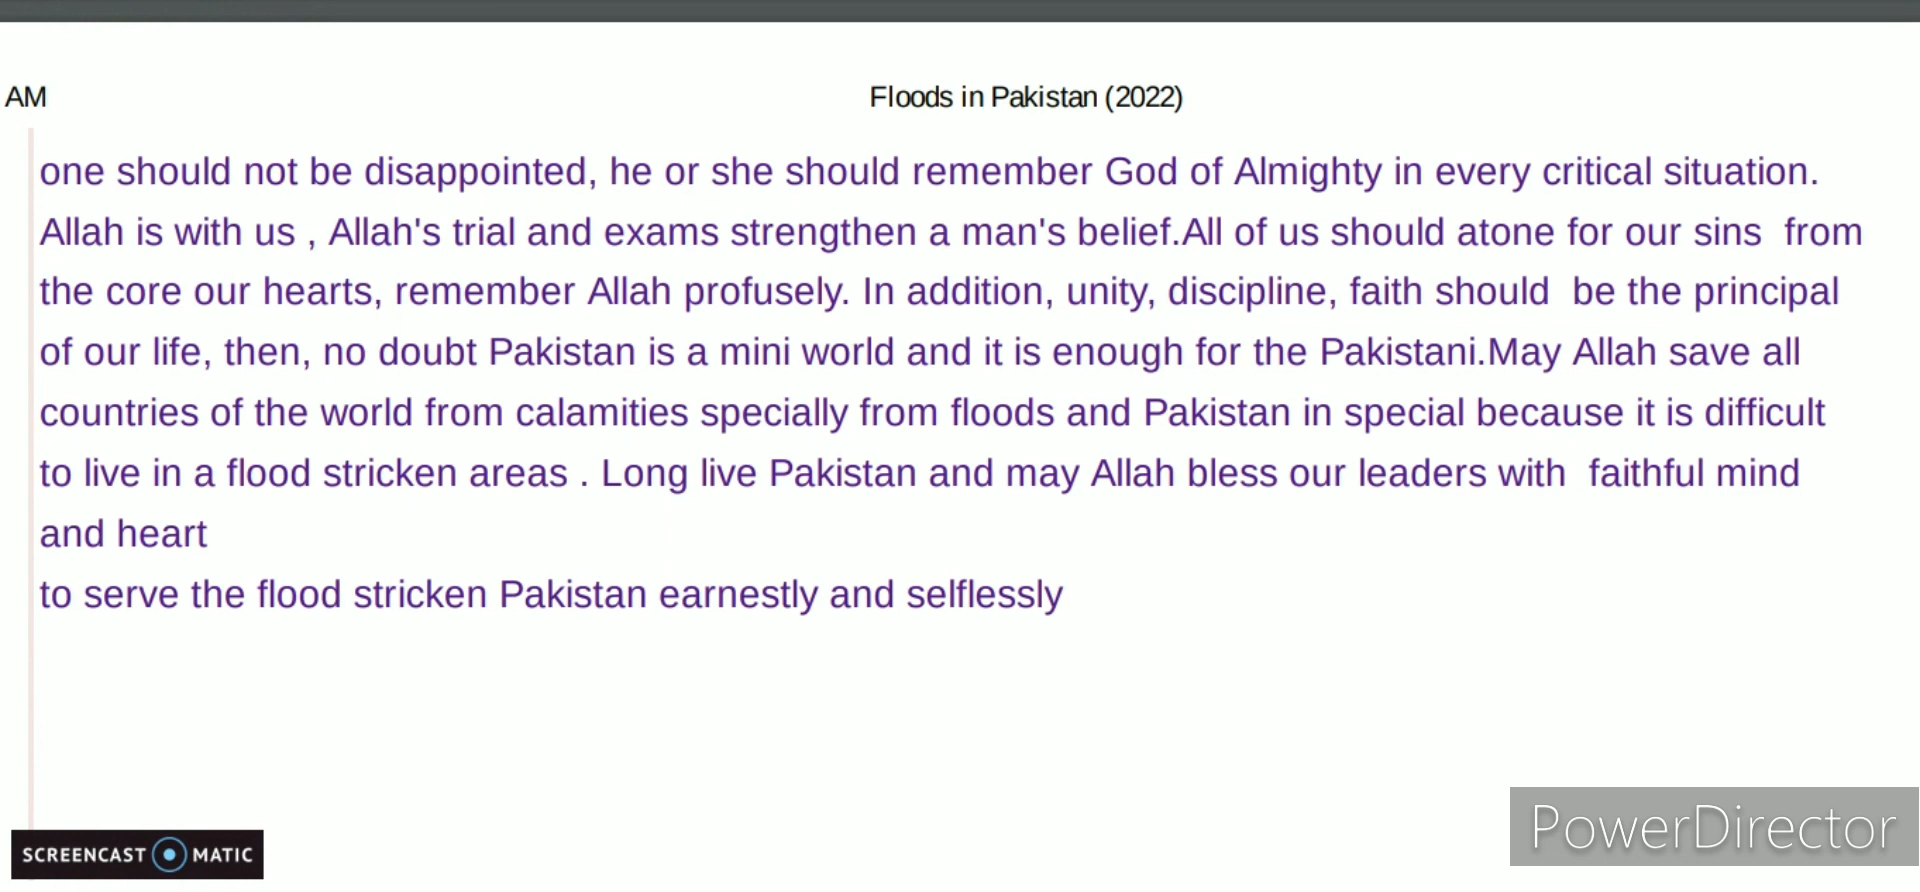 AM
Floods in Pakistan (2022)
one should not be disappointed, he or she should remember God of Almighty in every critical situation.
Allah is with us , Allah's trial and exams strengthen a man's belief.All of us should atone for our sins  from
the core our hearts, remember Allah profusely. In addition, unity, discipline, faith should  be the principal
of our life, then, no doubt Pakistan is a mini world and it is enough for the Pakistani.May Allah save all
countries of the world from calamities specially from floods and Pakistan in special because it is difficult
to live in a flood stricken areas . Long live Pakistan and may Allah bless our leaders with  faithful mind
and heart
to serve the flood stricken Pakistan earnestly and selflessly
PowerDirector
SCREENCAST MATIC